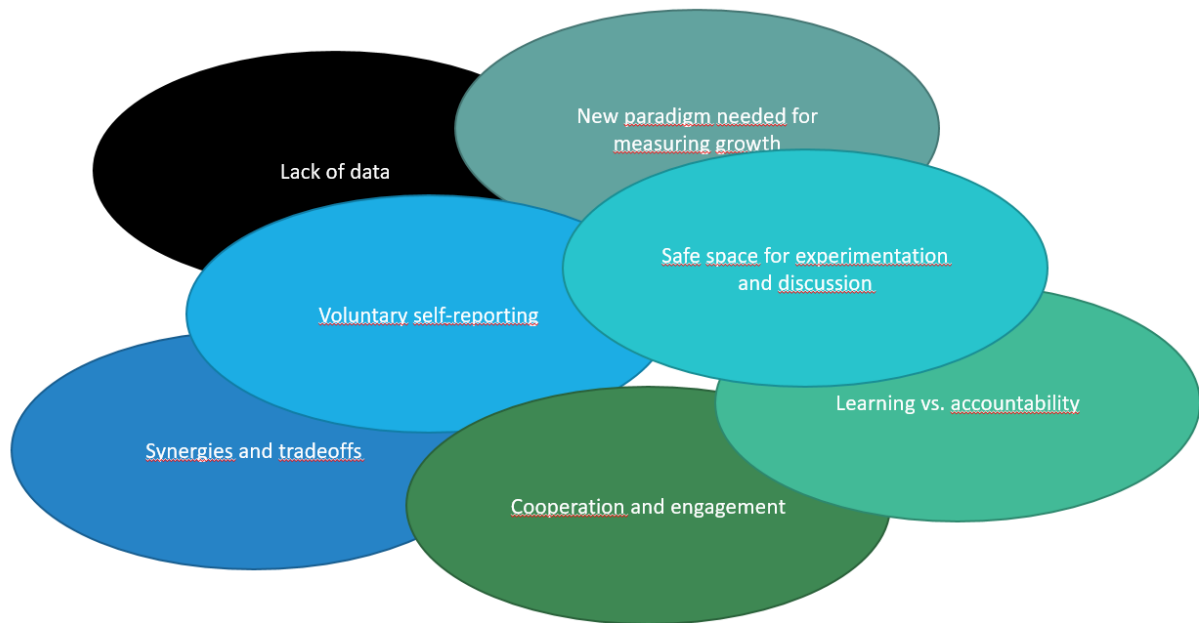 New paradigm needed for
measuring growth
Lack of data
Safe space for experimentation
and discussion
Voluntary self-reporting
Learning vs. accountability
Synergies and tradeoffs
Cooperation and engagement